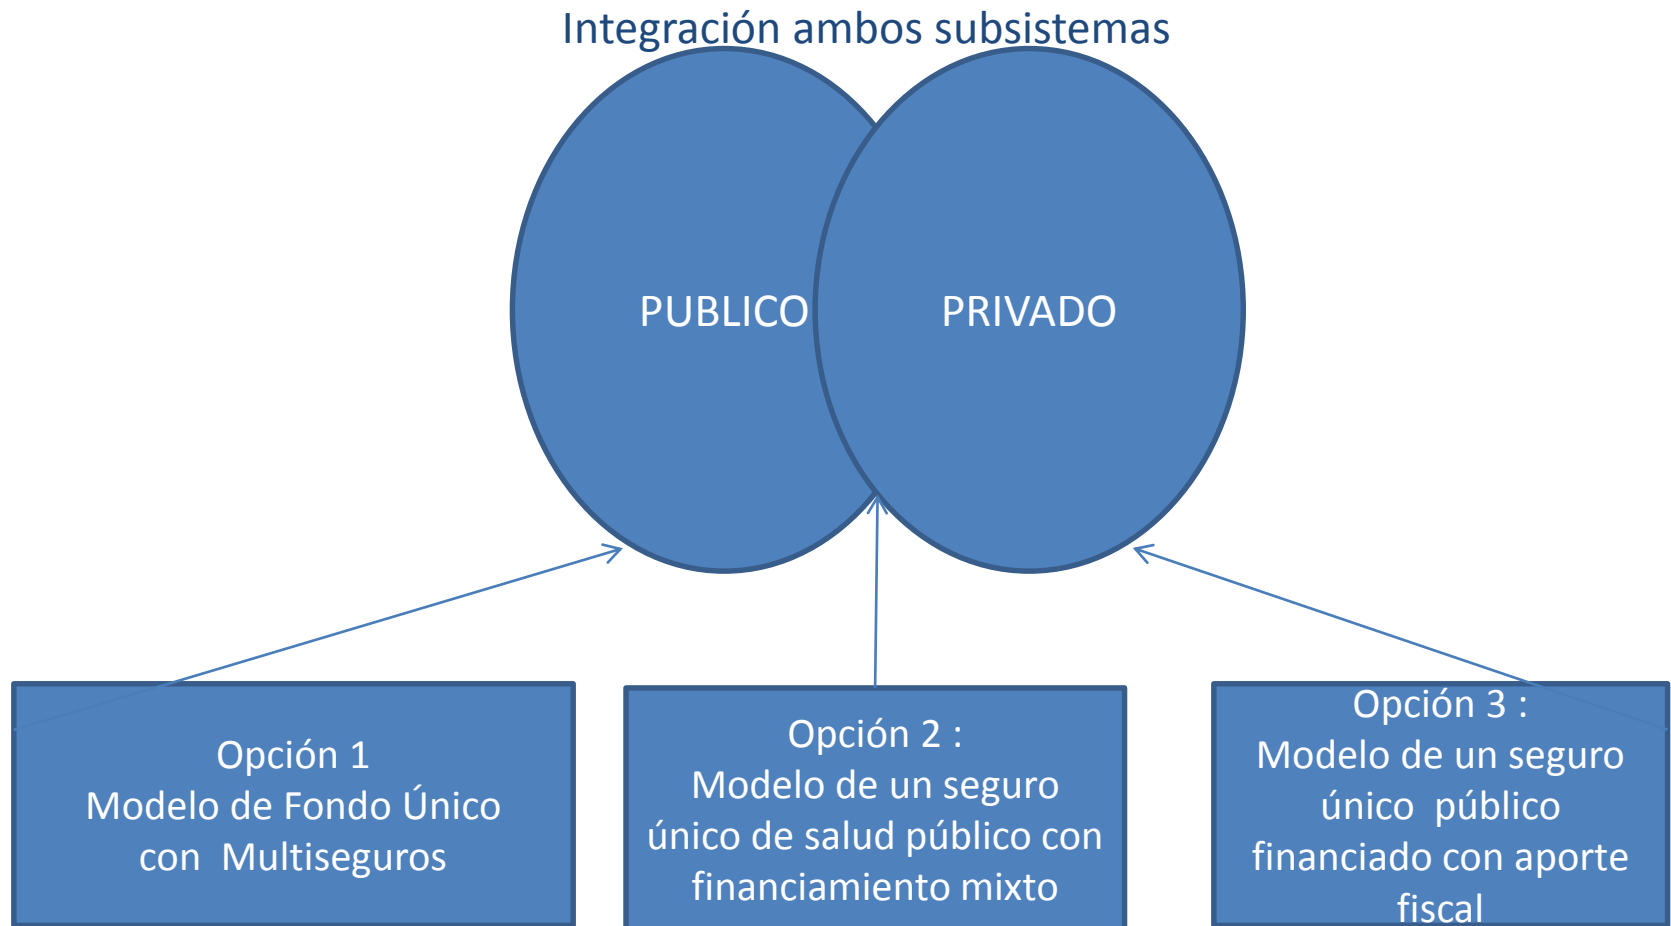 Integración ambos subsistemas
PUBLICO
PRIVADO
Opción 1
Modelo de Fondo Único
con Multiseguros
Opción 2 :
Modelo de un seguro
único de salud público con
financiamiento mixto
Opción 3 :
Modelo de un seguro
único público
financiado con aporte
fiscal